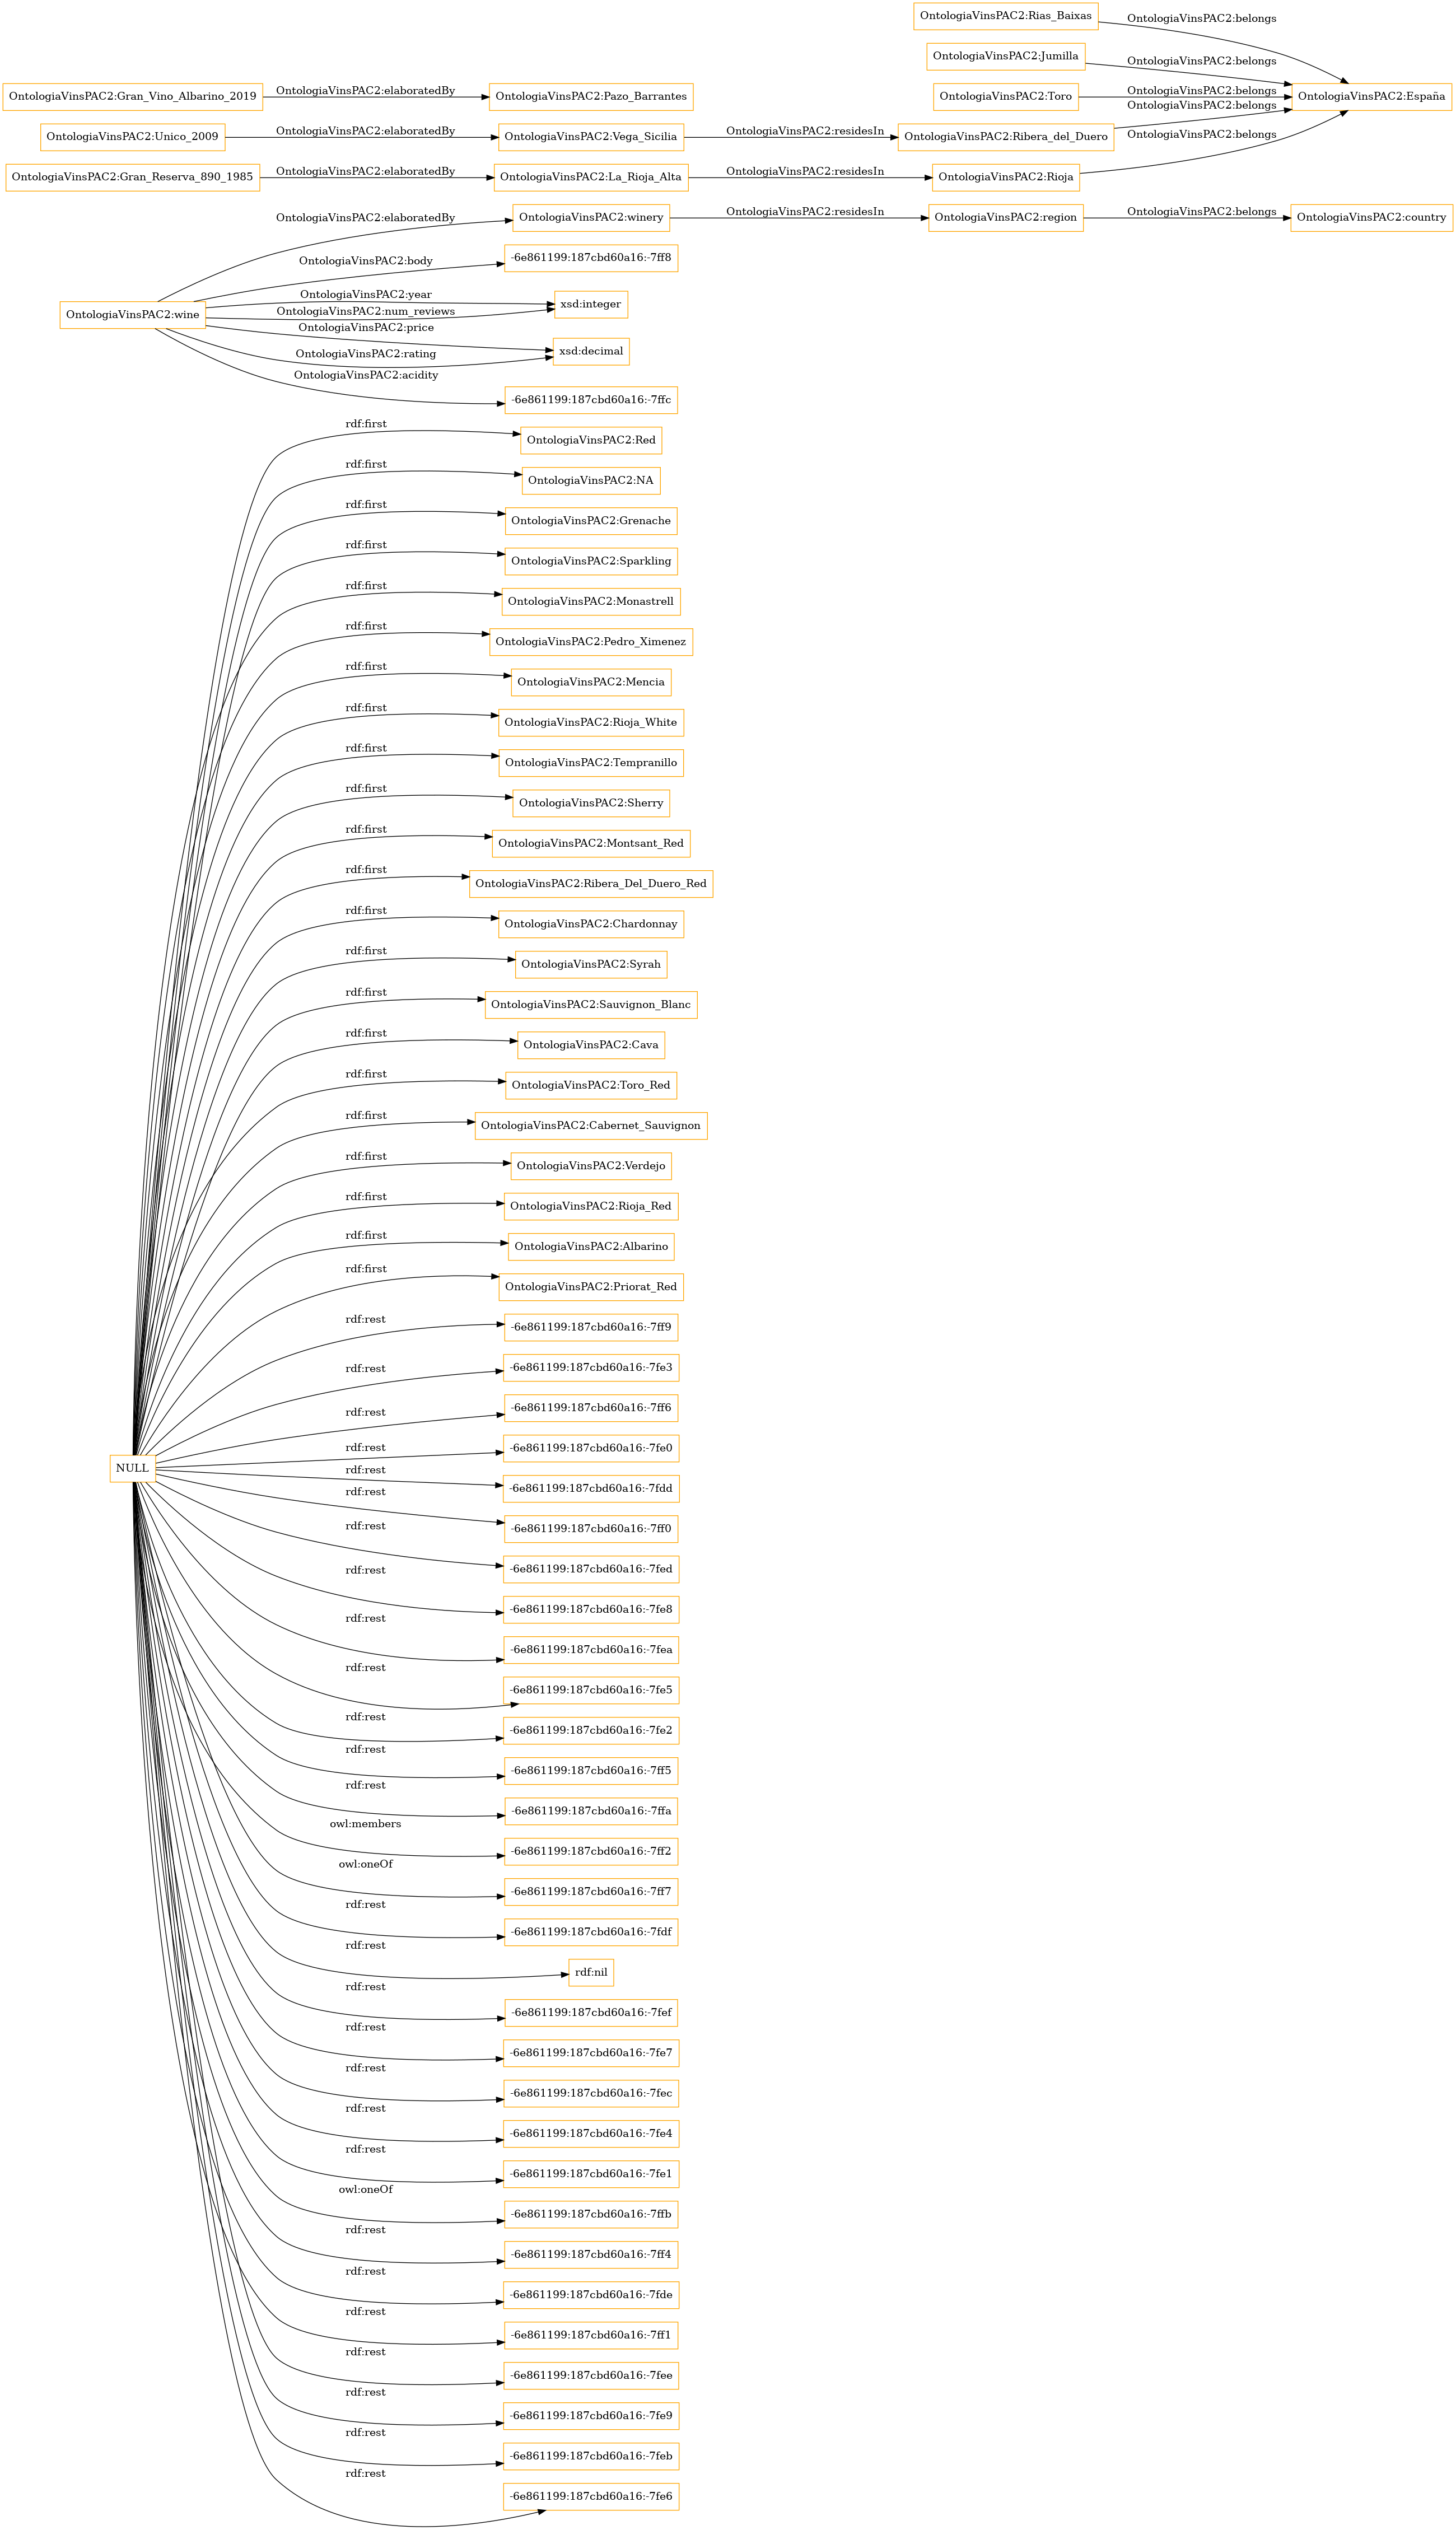 OntologiaVinsPAC2:Rias_Baixas
OntologiaVinsPAC2:belongs
OntologiaVinsPAC2:Jumilla
OntologiaVinsPAC2:belongs
OntologiaVinsPAC2:Gran_Vino_Albarino_2019
OntologiaVinsPAC2:elaboratedBy
OntologiaVinsPAC2:Pazo_Barrantes
OntologiaVinsPAC2:Toro
OntologiaVinsPAC2:belongs
OntologiaVinsPAC2:España
OntologiaVinsPAC2:Unico_2009
OntologiaVinsPAC2:elaboratedBy
OntologiaVinsPAC2:Vega_Sicilia
OntologiaVinsPAC2:residesIn
OntologiaVinsPAC2:Ribera_del_Duero
OntologiaVinsPAC2:belongs
OntologiaVinsPAC2:Gran_Reserva_890_1985
OntologiaVinsPAC2:elaboratedBy
OntologiaVinsPAC2:La_Rioja_Alta
OntologiaVinsPAC2:residesIn
OntologiaVinsPAC2:Rioja
OntologiaVinsPAC2:belongs
OntologiaVinsPAC2:elaboratedBy
OntologiaVinsPAC2:winery
OntologiaVinsPAC2:residesIn
OntologiaVinsPAC2:region
OntologiaVinsPAC2:belongs
OntologiaVinsPAC2:country
OntologiaVinsPAC2:body
-6e861199:187cbd60a16:-7ff8
OntologiaVinsPAC2:wine
OntologiaVinsPAC2:year
OntologiaVinsPAC2:num_reviews
xsd:integer
OntologiaVinsPAC2:price
OntologiaVinsPAC2:rating
xsd:decimal
OntologiaVinsPAC2:acidity
-6e861199:187cbd60a16:-7ffc
rdf:first
OntologiaVinsPAC2:Red
rdf:first
OntologiaVinsPAC2:NA
rdf:first
OntologiaVinsPAC2:Grenache
rdf:first
OntologiaVinsPAC2:Sparkling
rdf:first
OntologiaVinsPAC2:Monastrell
rdf:first
OntologiaVinsPAC2:Pedro_Ximenez
rdf:first
OntologiaVinsPAC2:Mencia
rdf:first
OntologiaVinsPAC2:Rioja_White
rdf:first
OntologiaVinsPAC2:Tempranillo
rdf:first
OntologiaVinsPAC2:Sherry
rdf:first
OntologiaVinsPAC2:Montsant_Red
rdf:first
OntologiaVinsPAC2:Ribera_Del_Duero_Red
rdf:first
OntologiaVinsPAC2:Chardonnay
rdf:first
OntologiaVinsPAC2:Syrah
rdf:first
OntologiaVinsPAC2:Sauvignon_Blanc
rdf:first
OntologiaVinsPAC2:Cava
rdf:first
OntologiaVinsPAC2:Toro_Red
rdf:first
OntologiaVinsPAC2:Cabernet_Sauvignon
rdf:first
OntologiaVinsPAC2:Verdejo
rdf:first
OntologiaVinsPAC2:Rioja_Red
rdf:first
OntologiaVinsPAC2:Albarino
rdf:first
OntologiaVinsPAC2:Priorat_Red
rdf:rest
-6e861199:187cbd60a16:-7ff9
rdf:rest
-6e861199:187cbd60a16:-7fe3
rdf:rest
-6e861199:187cbd60a16:-7ff6
NULL
rdf:rest
-6e861199:187cbd60a16:-7fe0
rdf:rest
-6e861199:187cbd60a16:-7fdd
rdf:rest
-6e861199:187cbd60a16:-7ff0
rdf:rest
-6e861199:187cbd60a16:-7fed
rdf:rest
-6e861199:187cbd60a16:-7fe8
rdf:rest
-6e861199:187cbd60a16:-7fea
rdf:rest
-6e861199:187cbd60a16:-7fe5
rdf:rest
-6e861199:187cbd60a16:-7fe2
rdf:rest
-6e861199:187cbd60a16:-7ff5
rdf:rest
-6e861199:187cbd60a16:-7ffa
owl:members
-6e861199:187cbd60a16:-7ff2
owl:oneOf
-6e861199:187cbd60a16:-7ff7
rdf:rest
-6e861199:187cbd60a16:-7fdf
rdf:rest
rdf:nil
rdf:rest
-6e861199:187cbd60a16:-7fef
rdf:rest
-6e861199:187cbd60a16:-7fe7
rdf:rest
-6e861199:187cbd60a16:-7fec
rdf:rest
-6e861199:187cbd60a16:-7fe4
rdf:rest
-6e861199:187cbd60a16:-7fe1
owl:oneOf
-6e861199:187cbd60a16:-7ffb
rdf:rest
-6e861199:187cbd60a16:-7ff4
rdf:rest
-6e861199:187cbd60a16:-7fde
rdf:rest
-6e861199:187cbd60a16:-7ff1
rdf:rest
-6e861199:187cbd60a16:-7fee
rdf:rest
-6e861199:187cbd60a16:-7fe9
rdf:rest
-6e861199:187cbd60a16:-7feb
rdf:rest
-6e861199:187cbd60a16:-7fe6